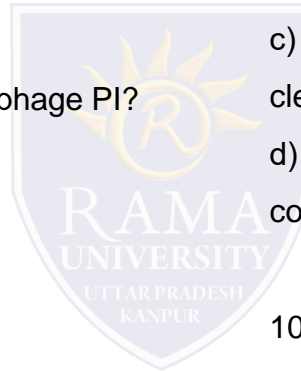 phage PI?
c)
cle
d)
co
10
RAMA
UNIVERSITY
UTTAR PRADESH
KANPUR